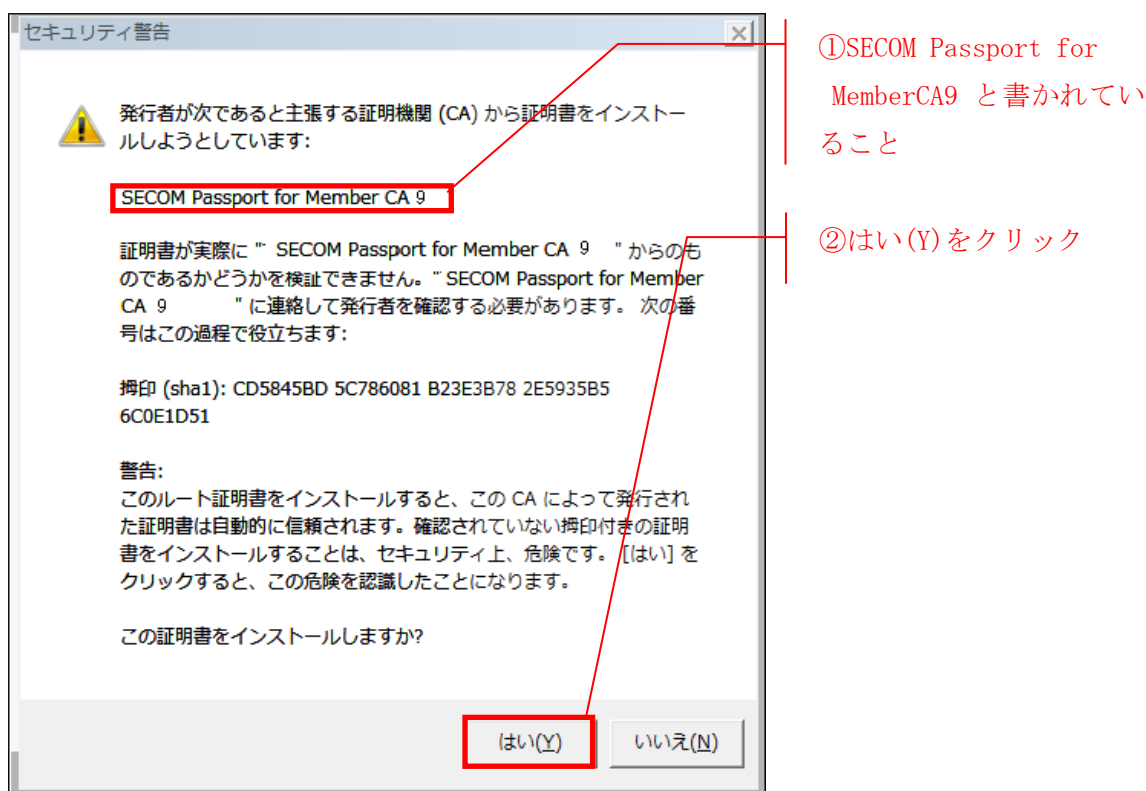 セキュリティ警告
発行者が次であると主張する証明機関 (CA) から証明書をインストー
ルしようとしています:
SECOM Passport for Member CA 9
証明書が実際に " SECOM Passport for Member CA 9 " からのも
のであるかどうかを検証できません。" SECOM Passport for Member
CA 9 " に連絡して発行者を確認する必要があります。 次の番
号はこの過程で役立ちます:
拇印 (sha1): CD5845BD 5C786081 B23E3B78 2E5935B5
6C0E1D51
警告:
このルート証明書をインストールすると、この CA によって発行され
た証明書は自動的に信頼されます。確認されていない拇印付きの証明
書をインストールすることは、セキュリティ上、危険です。 [はい] を
クリックすると、この危険を認識したことになります。
この証明書をインストールしますか?
はい(Y)
いいえ(N)
①SECOM Passport for
MemberCA9 と書かれてい
ること
②はい(Y)をクリック